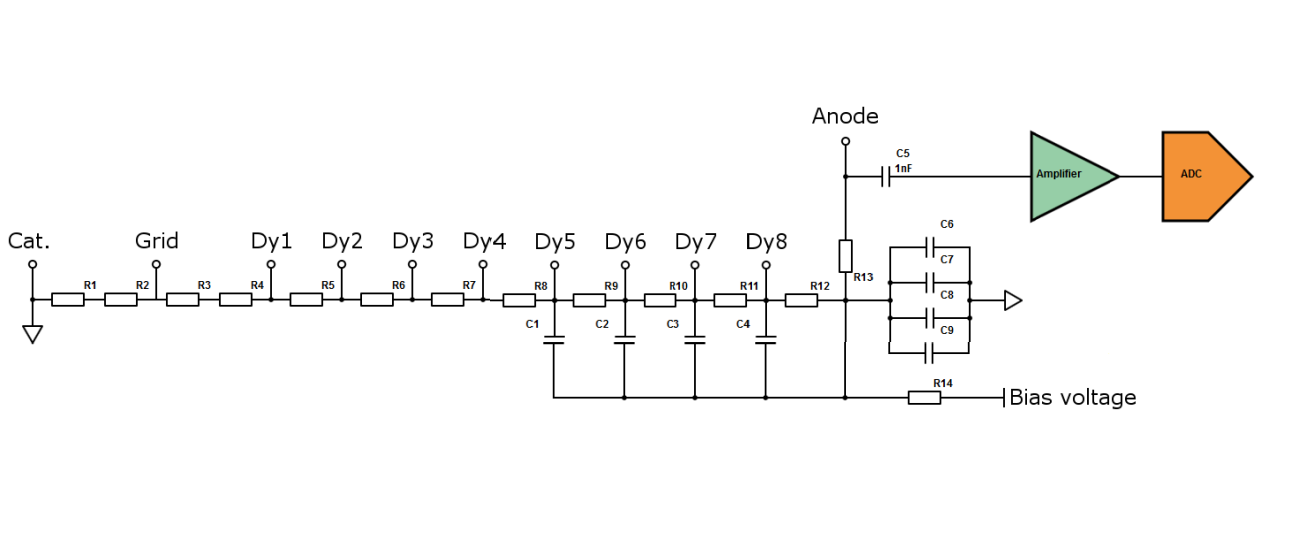 Anode
C5
1nF
Amplifier
ADC
Cat.
Grid
Dy1
Dy2
Dy3
Dy4
Dy5
Dy6
Dy7
Dy8
C6
C7
C8
C9
R1
R2
R3
R4
R5
R6
R7
R8
R9
R10
R11
R12
R13
C1
C2
C3
C4
R14
Bias voltage